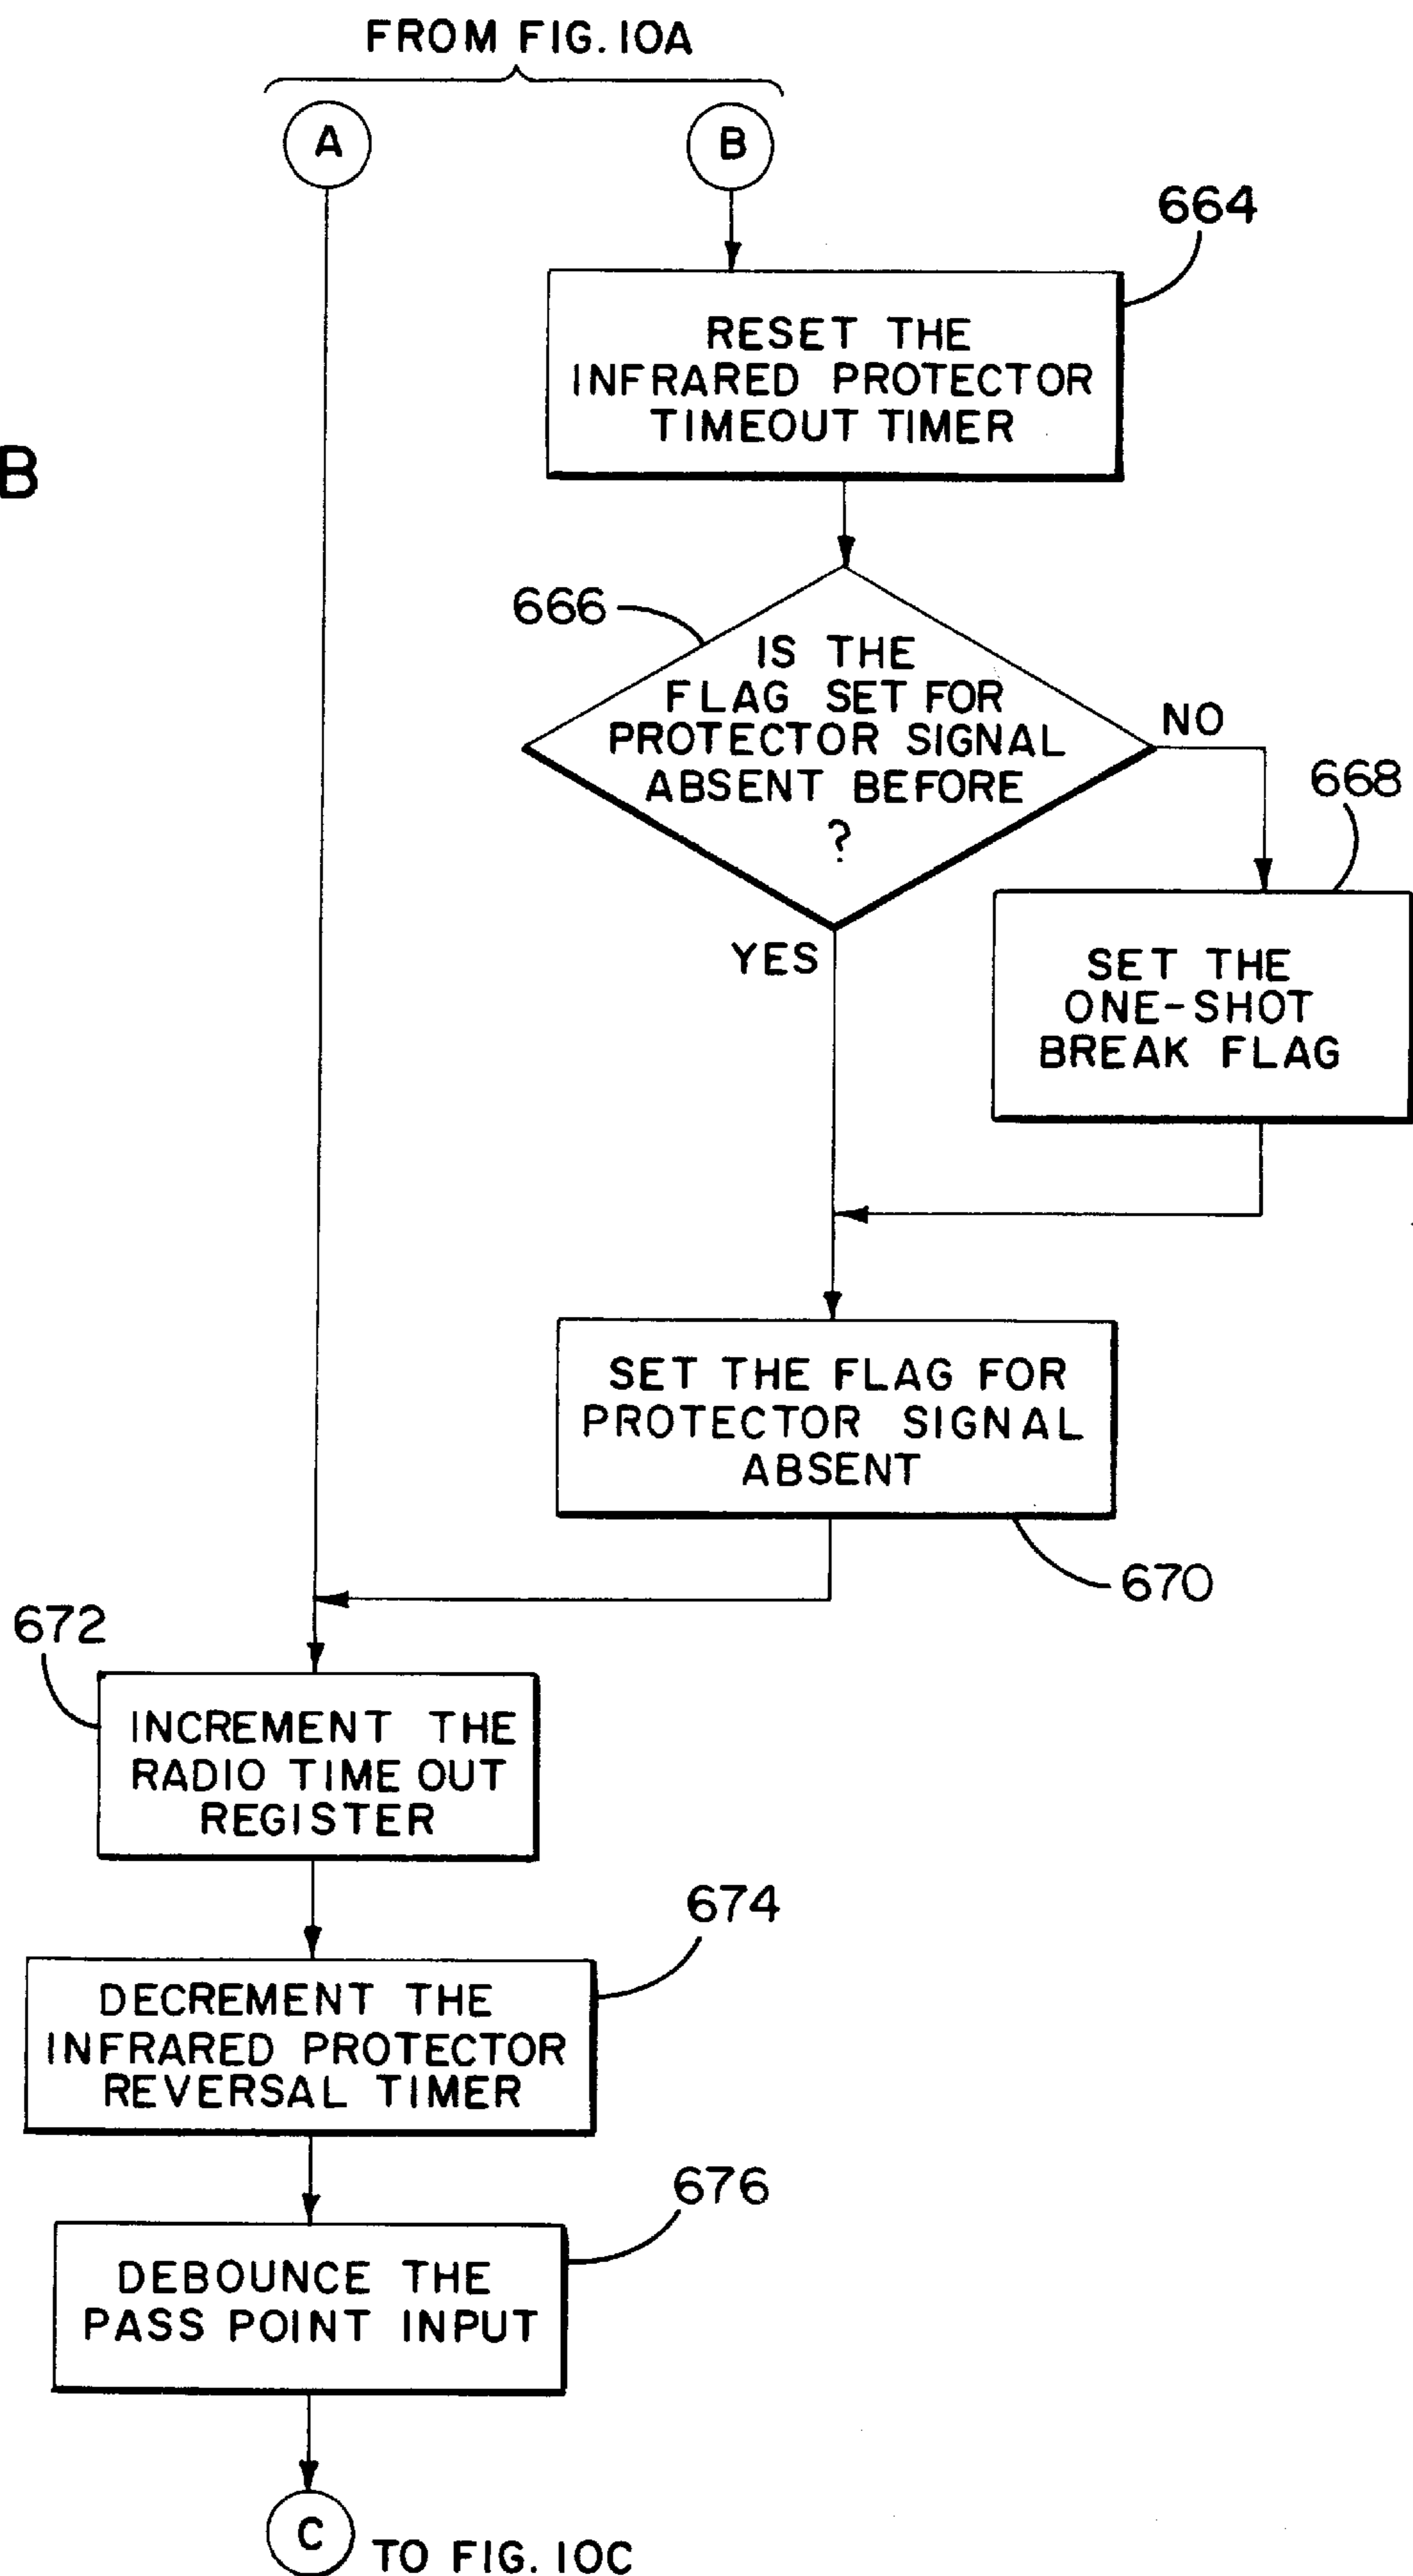 FROM FIG. 10A
A
B
664
RESET THE
INFRARED PROTECTOR
TIMEOUT TIMER
B
666
IS THE
FLAG SET FOR
PROTECTOR SIGNAL
ABSENT BEFORE
?
NO
668
YES
SET THE
ONE-SHOT
BREAK FLAG
SET THE FLAG FOR
PROTECTOR SIGNAL
ABSENT
670
672
INCREMENT THE
RADIO TIME OUT
REGISTER
674
DECREMENT THE
INFRARED PROTECTOR
REVERSAL TIMER
676
DEBOUNCE THE
PASS POINT INPUT
C
TO FIG. 10C